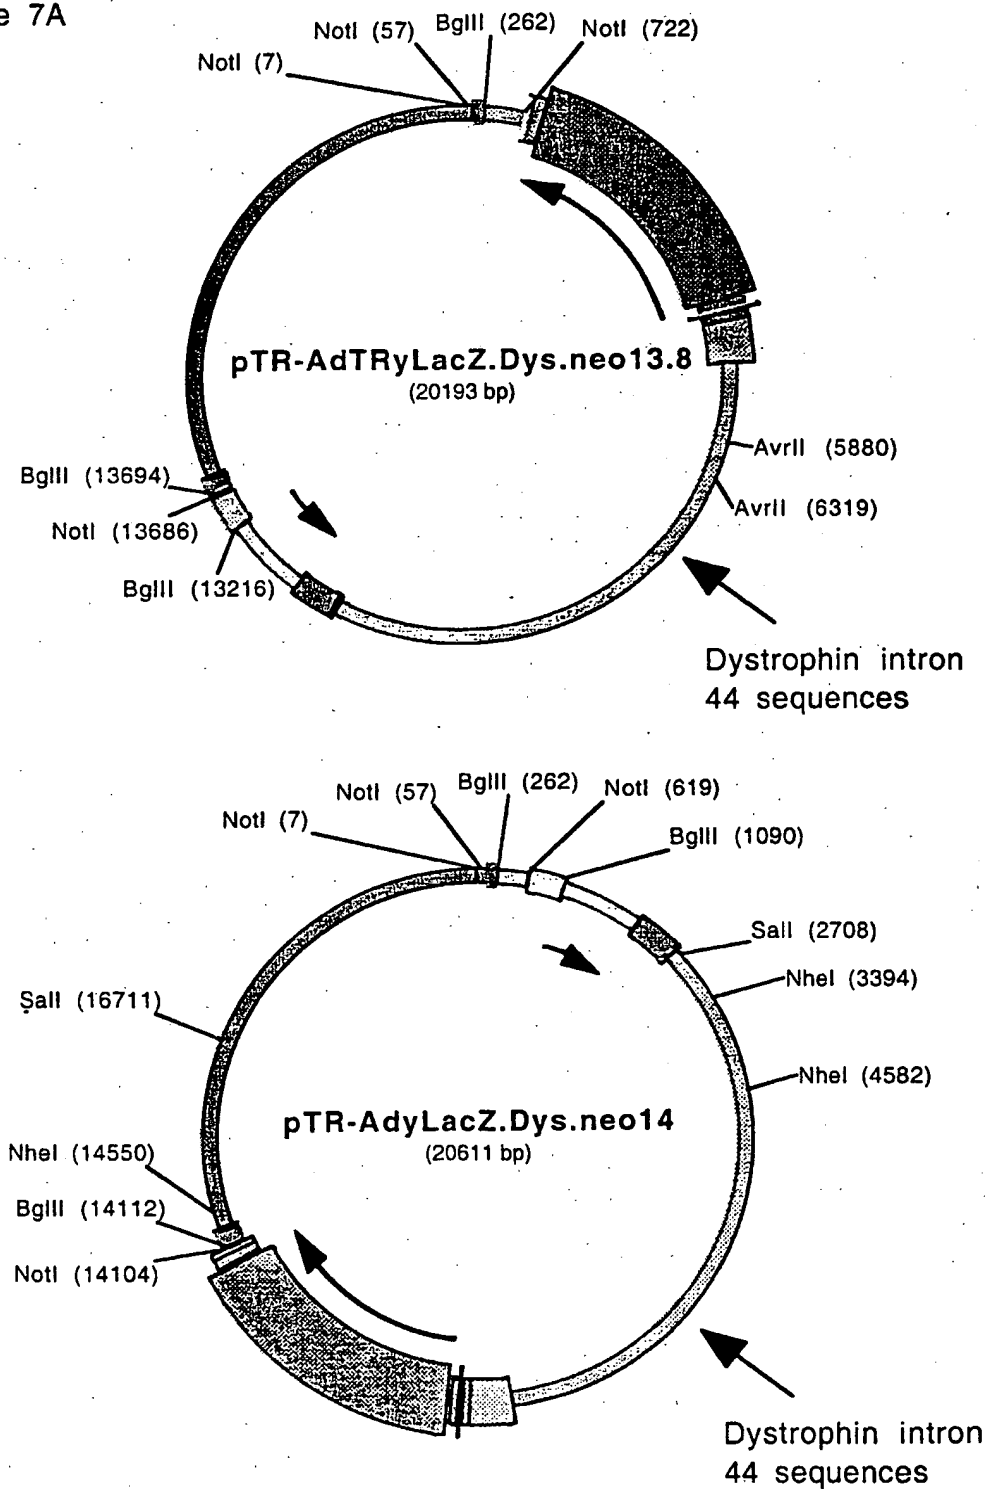 e 7A
NotI (7)
NotI (57)
BglII (262)
NotI (722)
pTR-AdTRyLacZ.Dys.neo13.8
(20193 bp)
AvrII (5880)
AvrII (6319)
BglII (13694)
NotI (13686)
BglII (13216)
Dystrophin intron
44 sequences
NotI (7)
NotI (57)
BglII (262)
NotI (619)
BglII (1090)
SalI (2708)
NheI (3394)
NheI (4582)
SalI (16711)
pTR-AdyLacZ.Dys.neo14
(20611 bp)
NheI (14550)
BglII (14112)
NotI (14104)
Dystrophin intron
44 sequences